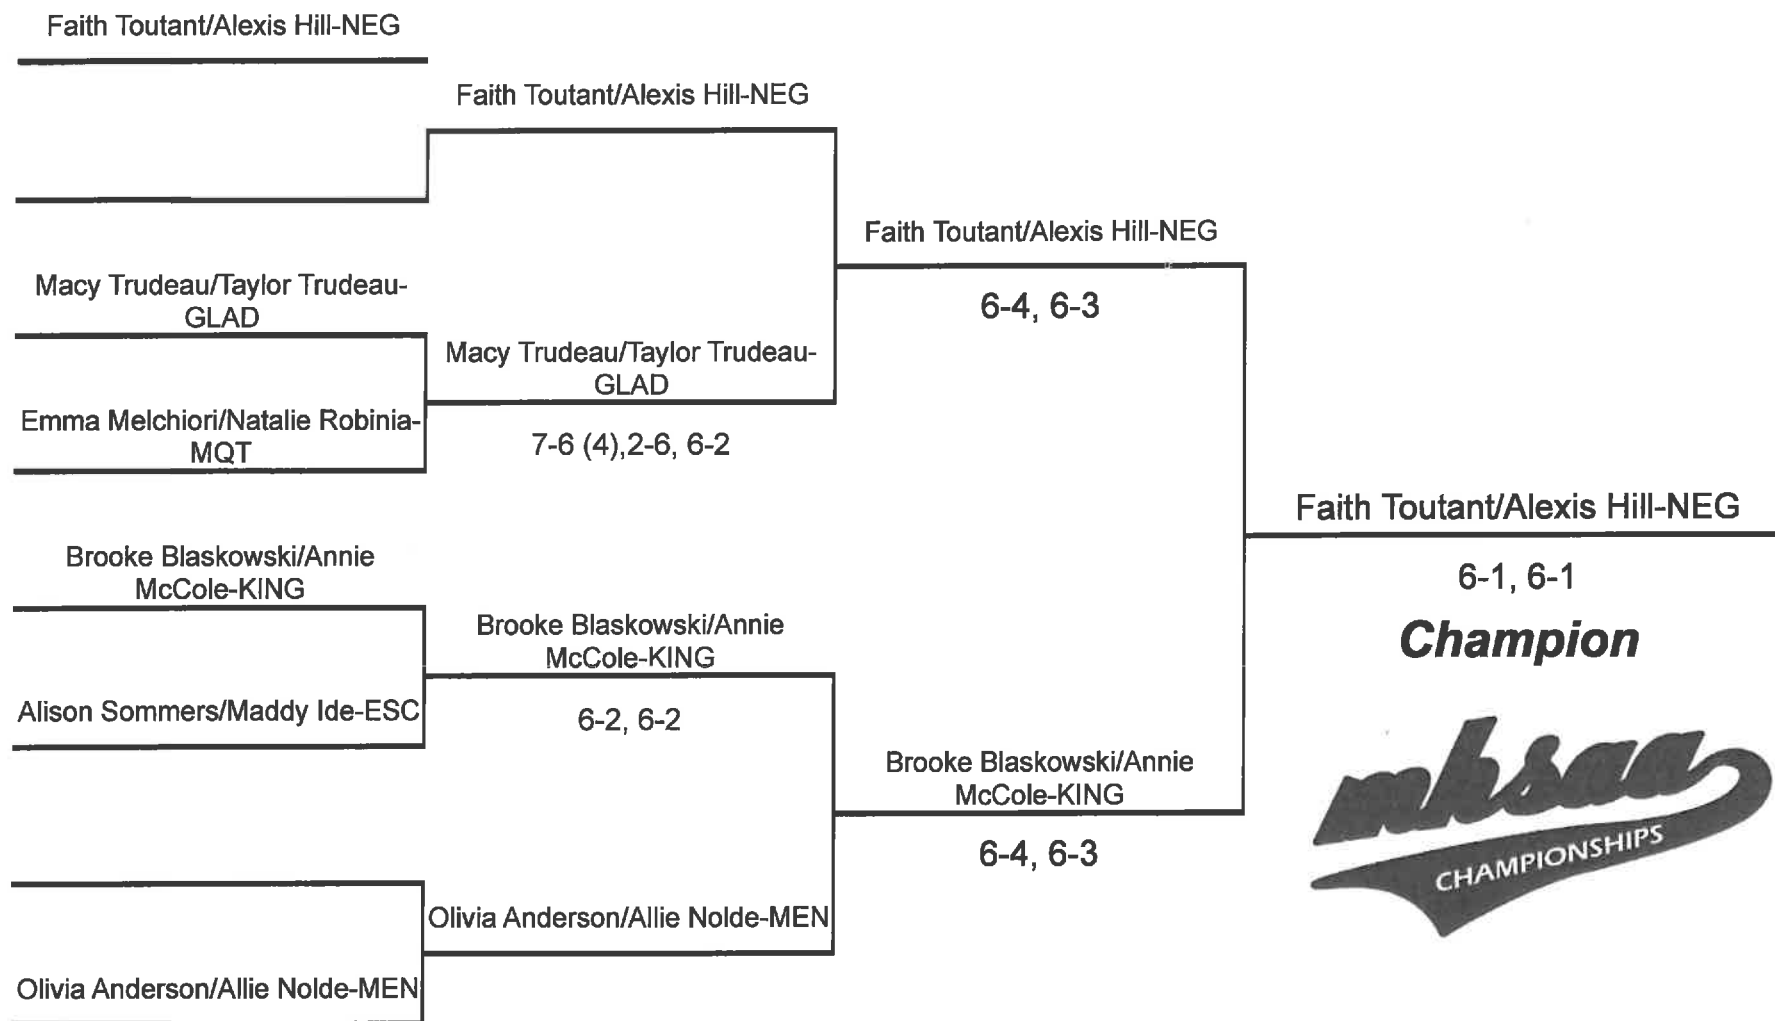 Faith Toutant/Alexis Hill-NEG
Faith Toutant/Alexis Hill-NEG
Faith Toutant/Alexis Hill-NEG
6-4, 6-3
Macy Trudeau/Taylor Trudeau-
GLAD
Macy Trudeau/Taylor Trudeau-
GLAD
7-6 (4),2-6, 6-2
Emma Melchiori/Natalie Robinia-
MQT
Faith Toutant/Alexis Hill-NEG
6-1, 6-1
Champion
Brooke Blaskowski/Annie
McCole-KING
Brooke Blaskowski/Annie
McCole-KING
6-2, 6-2
Alison Sommers/Maddy Ide-ESC
Brooke Blaskowski/Annie
McCole-KING
6-4, 6-3
Olivia Anderson/Allie Nolde-MEN
Olivia Anderson/Allie Nolde-MEN
mhsaa
CHAMPIONSHIPS